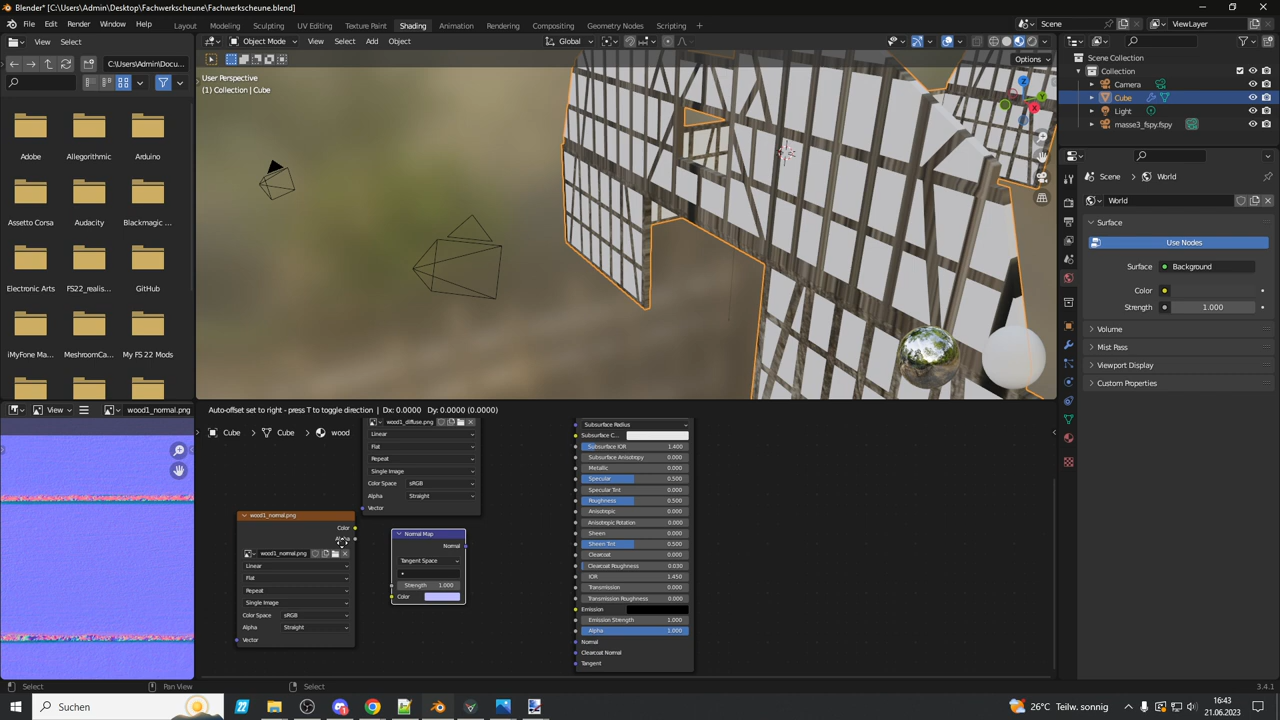 Blender* [C:\Users\Admin\Desktop\Fachwerkscheune\Fachwerkscheune.blend]
File Edit Render Window Help Layout Modeling Sculpting UV Editing Texture Paint Shading Animation Rendering Compositing Geometry Nodes Scripting + Scene ViewLayer
View Select Object Mode View Select Add Object Global
C:\Users\Admin\Docu...
Options
User Perspective
(1) Collection | Cube
Adobe Allegorithmic Arduino
Assetto Corsa Audacity Blackmagic ...
Electronic Arts FS22_realis... GitHub
iMyFone Ma... MeshroomCa... My FS 22 Mods
Scene Collection
Collection
Camera
Cube
Light
masse3_fspy.fspy
Scene > World
World
Surface
Use Nodes
Surface Background
Color
Strength 1.000
Volume
Mist Pass
Viewport Display
Custom Properties
View wood1_normal.png
Auto-offset set to right - press T to toggle direction | Dx: 0.0000 Dy: 0.0000 (0.0000)
Cube > Cube > wood
wood1_diffuse.png
Linear
Flat
Repeat
Single Image
Color Space sRGB
Alpha Straight
Vector
wood1_normal.png
Color
Alpha
wood1_normal.png
Linear
Flat
Repeat
Single Image
Color Space sRGB
Alpha Straight
Vector
Normal Map
Normal
Tangent Space
Strength 1.000
Color
Subsurface Radius
Subsurface C...
Subsurface IOR 1.400
Subsurface Anisotropy 0.000
Metallic 0.000
Specular 0.500
Specular Tint 0.000
Roughness 0.500
Anisotropic 0.000
Anisotropic Rotation 0.000
Sheen 0.000
Sheen Tint 0.500
Clearcoat 0.000
Clearcoat Roughness 0.030
IOR 1.450
Transmission 0.000
Transmission Roughness 0.000
Emission
Emission Strength 1.000
Alpha 1.000
Normal
Clearcoat Normal
Tangent
Select Pan View Select 3.4.1
Suchen 26°C Teilw. sonnig 16:43
21.06.2023